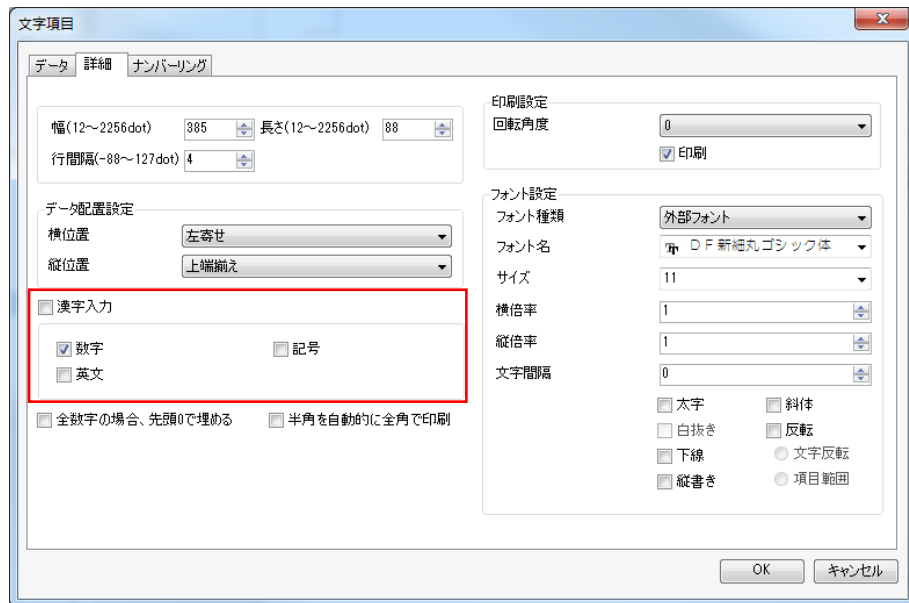 文字項目
データ 詳細 ナンバーリング
幅(12～2256dot) 385 長さ(12～2256dot) 88
行間隔(-88～127dot) 4
データ配置設定
横位置 左寄せ
縦位置 上端揃え
漢字入力
数字 記号
英文
全数字の場合、先頭0で埋める 半角を自動的に全角で印刷
印刷設定
回転角度 0
印刷
フォント設定
フォント種類 外部フォント
フォント名 ＤＦ新細丸ゴシック体
サイズ 11
横倍率 1
縦倍率 1
文字間隔 0
太字 斜体
白抜き 反転
下線 文字反転
縦書き 項目範囲
OK キャンセル